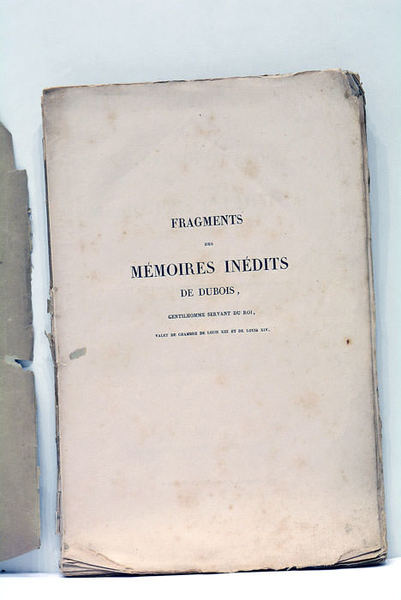 FRAGMENTS
DES
MÉMOIRES INÉDITS
DE DUBOIS,
GENTILHOMME SERVANT DU ROI,
VALET DE CHAMBRE DE LOUIS XIII ET DE LOUIS XIV.